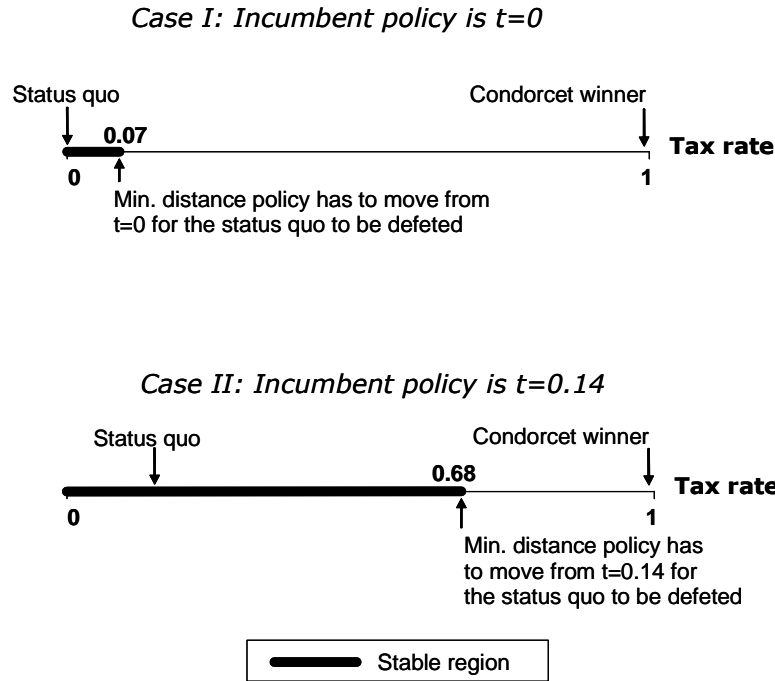 Case I: Incumbent policy is t=0
Status quo
Condorcet winner
0.07
Tax rate
0
1
Min. distance policy has to move from
t=0 for the status quo to be defeted
Case II: Incumbent policy is t=0.14
Status quo
Condorcet winner
0.68
Tax rate
0
1
Min. distance policy has
to move from t=0.14 for
the status quo to be defeted
Stable region